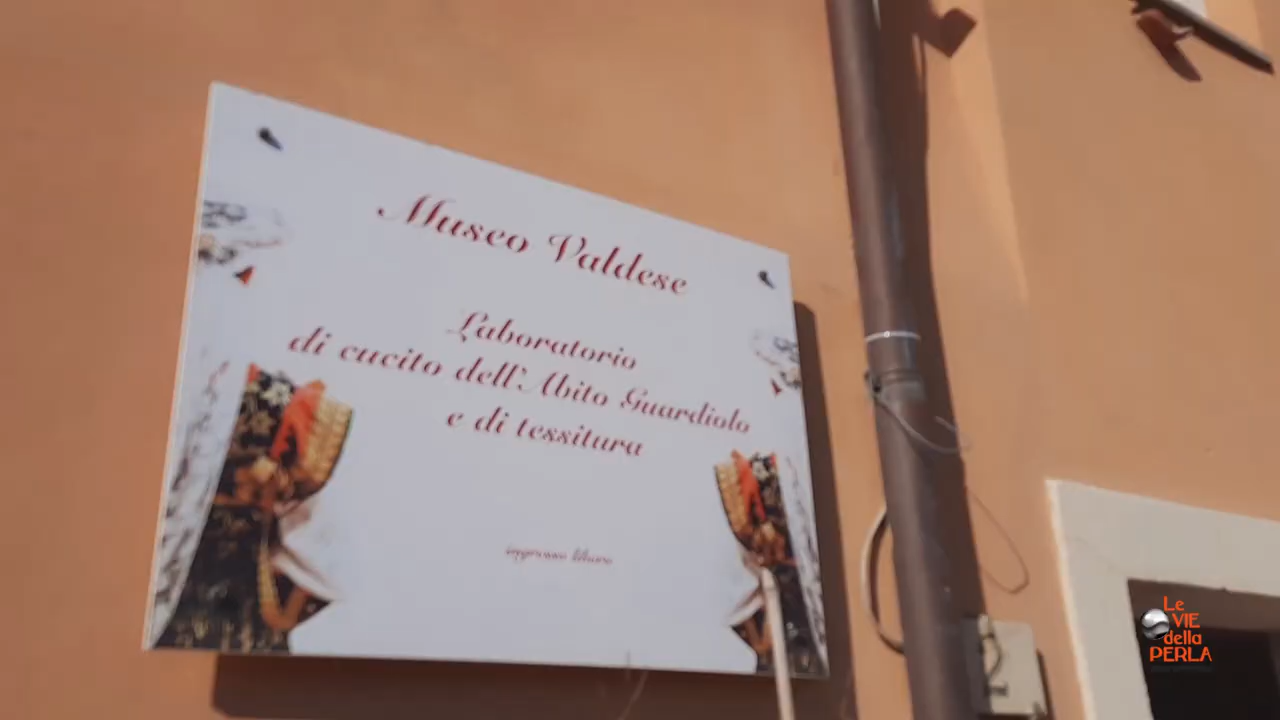 Museo Valdese
Laboratorio
di cucito dell'Abito Guardiolo
e di tessitura
ingresso libero
Le
VIE
della
PERLA